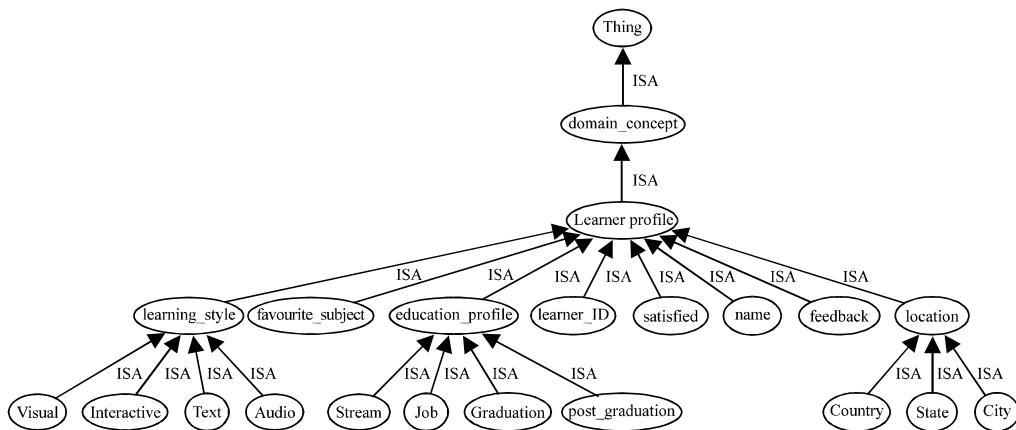 Thing
ISA
domain_concept
ISA
Learner profile
ISA ISA ISA ISA ISA ISA ISA ISA
learning_style favourite_subject education_profile learner_ID satisfied name feedback location
ISA ISA ISA ISA ISA ISA ISA ISA ISA ISA ISA
Visual Interactive Text Audio Stream Job Graduation post_graduation Country State City